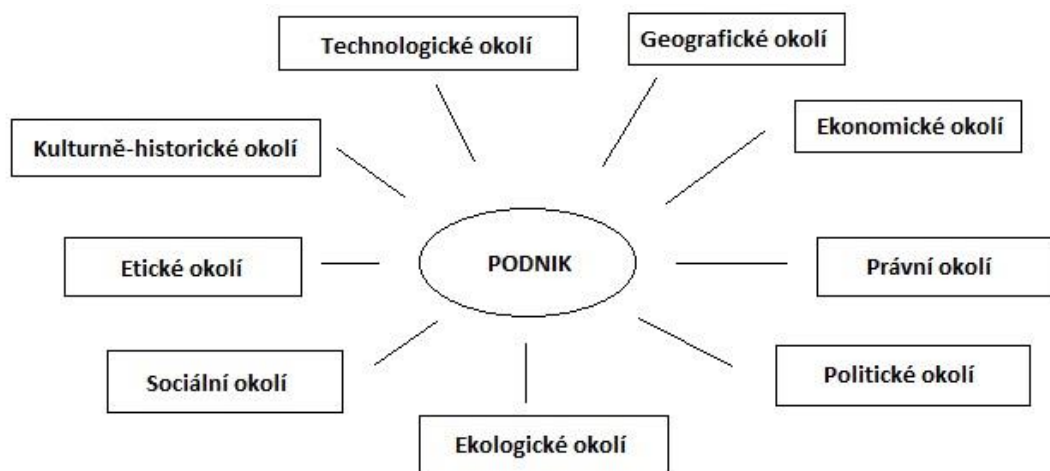 Technologické okolí
Geografické okolí
Kulturně-historické okolí
Ekonomické okolí
Etické okolí
PODNIK
Právní okolí
Sociální okolí
Politické okolí
Ekologické okolí